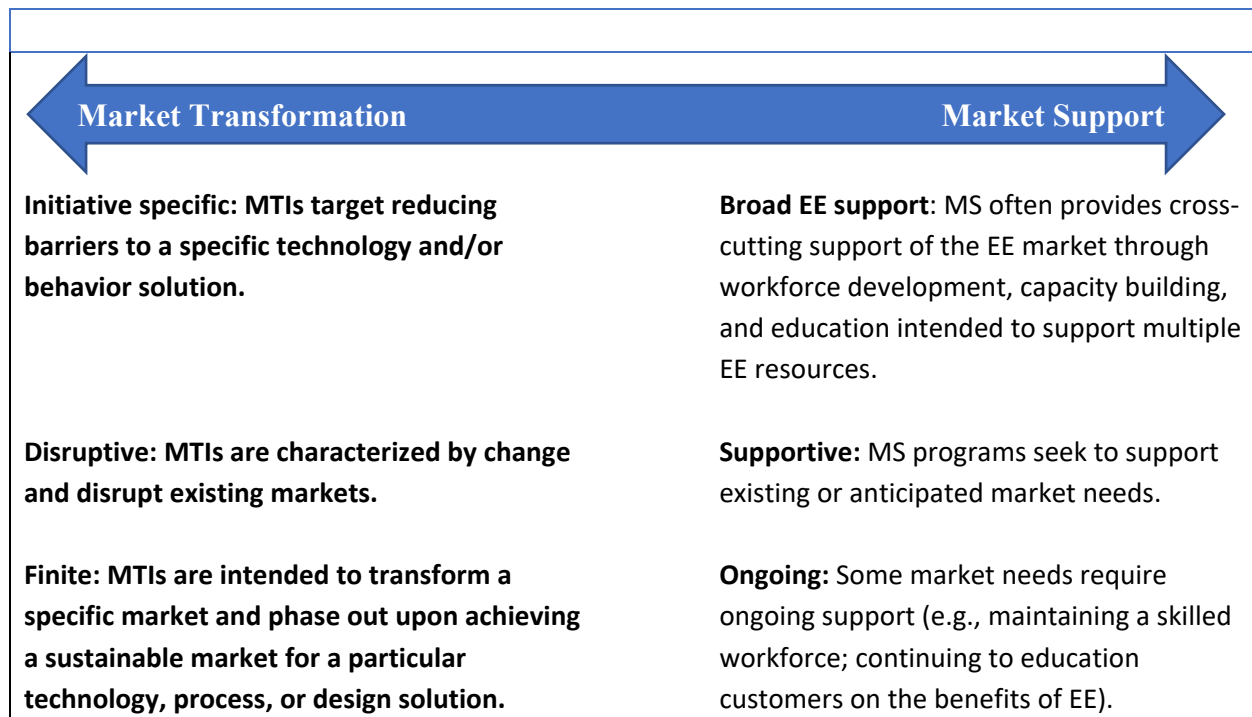 Market Transformation
Market Support
Initiative specific: MTIs target reducing
barriers to a specific technology and/or
behavior solution.
Broad EE support: MS often provides cross-
cutting support of the EE market through
workforce development, capacity building,
and education intended to support multiple
EE resources.
Disruptive: MTIs are characterized by change
and disrupt existing markets.
Supportive: MS programs seek to support
existing or anticipated market needs.
Finite: MTIs are intended to transform a
specific market and phase out upon achieving
a sustainable market for a particular
technology, process, or design solution.
Ongoing: Some market needs require
ongoing support (e.g., maintaining a skilled
workforce; continuing to education
customers on the benefits of EE).